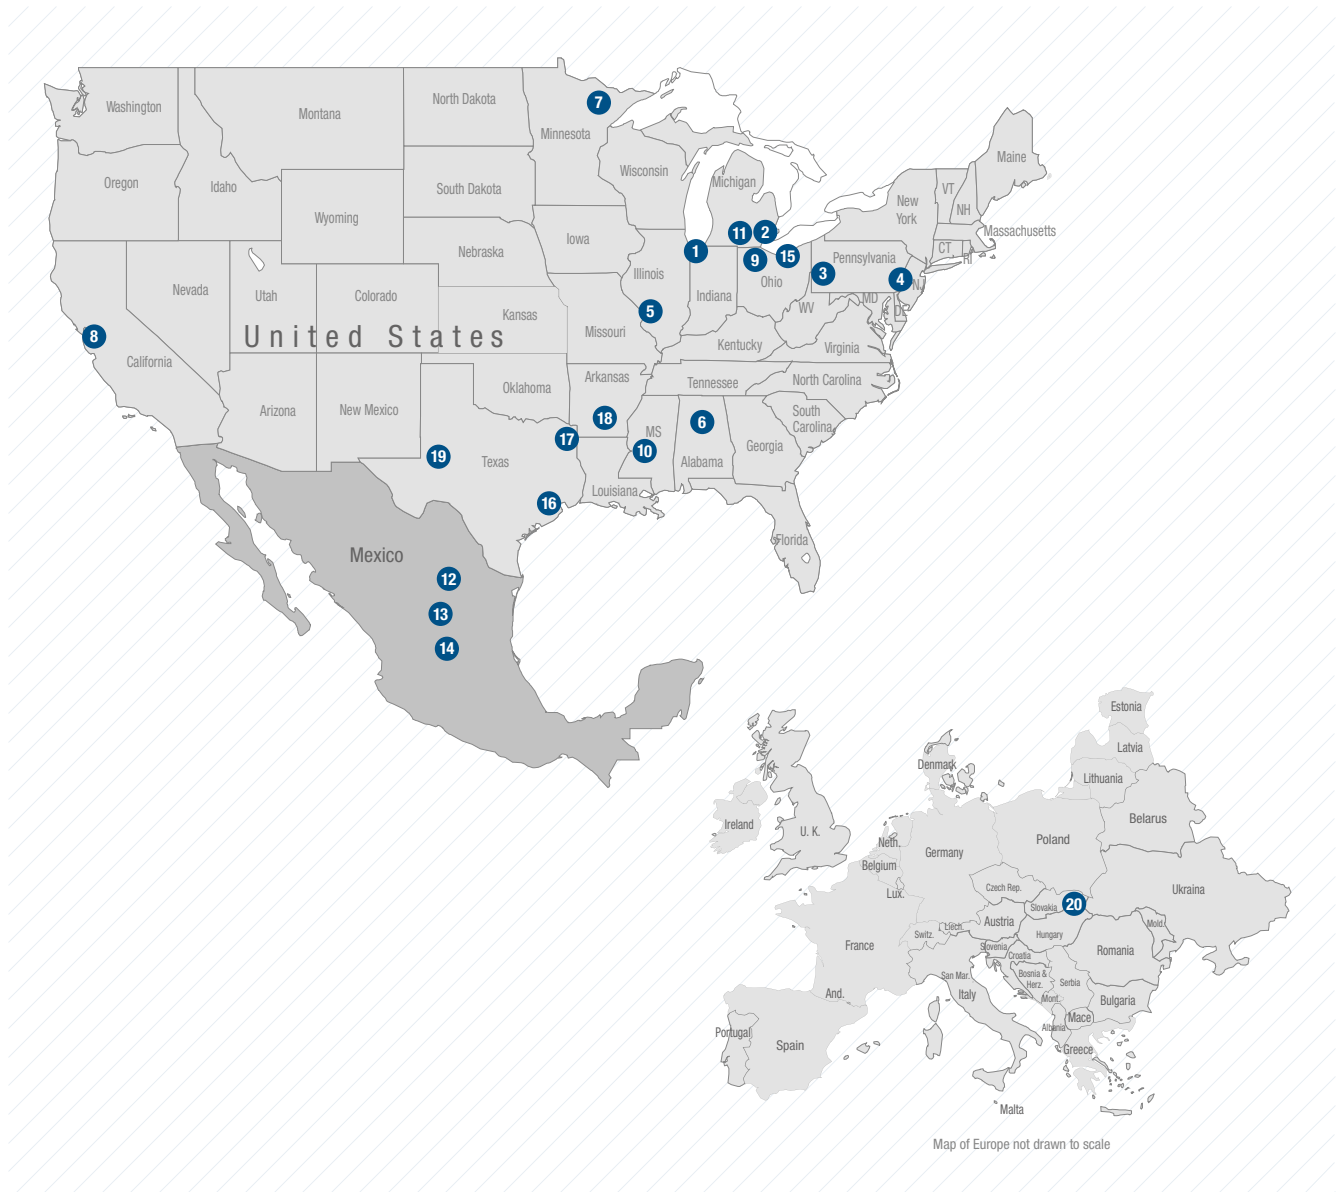 Washington
Montana
North Dakota
7
Minnesota
Maine
Oregon
Idaho
Wyoming
South Dakota
Wisconsin
Michigan
VT
NH
New
York
Massachusetts
CT
RI
Nebraska
Iowa
11
2
1
9
15
Illinois
Indiana
Ohio
Pennsylvania
3
4
NJ
Nevada
Utah
Colorado
Kansas
Missouri
5
WV
MD
DE
8
California
United States
Kentucky
Virginia
Arizona
New Mexico
Oklahoma
Arkansas
Tennessee
North Carolina
South
Carolina
18
17
MS
10
6
Alabama
Georgia
19
Texas
Louisiana
16
Florida
Mexico
12
13
14
Estonia
Latvia
Lithuania
Denmark
Belarus
Ireland
U. K.
Neth.
Belgium
Lux.
Germany
Poland
Czech Rep.
Slovakia
20
Ukraina
Austria
Liech.
Switz.
Hungary
Mold.
France
Slovenia
Croatia
Romania
San Mar.
Bosnia &
Herz.
Serbia
And.
Italy
Mont.
Bulgaria
Mace
Albania
Portugal
Spain
Greece
Malta
Map of Europe not drawn to scale